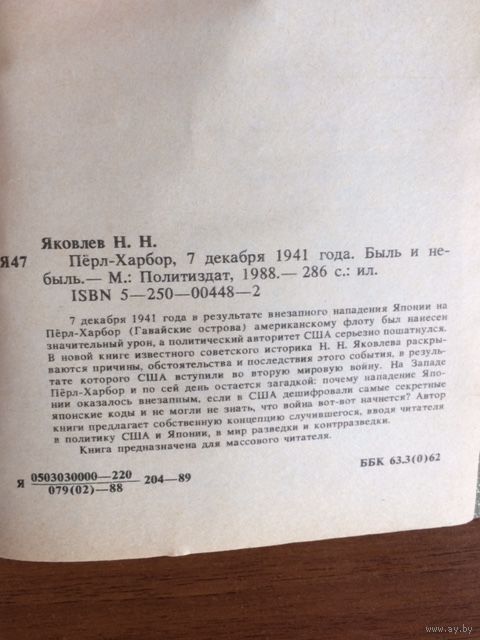 Яковлев Н. Н.
Я47 Пёрл-Харбор, 7 декабря 1941 года. Быль и не-
быль.— М.: Политиздат, 1988.— 286 с.: ил.
ISBN 5—250—00448—2
7 декабря 1941 года в результате внезапного нападения Японии на
Пёрл-Харбор (Гавайские острова) американскому флоту был нанесен
значительный урон, а политический авторитет США серьезно пошатнулся.
В новой книге известного советского историка Н. Н. Яковлева раскры-
ваются причины, обстоятельства и последствия этого события, в резуль-
тате которого США вступили во вторую мировую войну. На Западе
Пёрл-Харбор и по сей день остается загадкой: почему нападение Япо-
нии оказалось внезапным, если в США дешифровали самые секретные
японские коды и не могли не знать, что война вот-вот начнется? Автор
книги предлагает собственную концепцию случившегося, вводя читателя
в политику США и Японии, в мир разведки и контрразведки.
Книга предназначена для массового читателя.
Я 0503030000—220 204—89
079(02)—88
ББК 63.3(0)62
www.ay.by